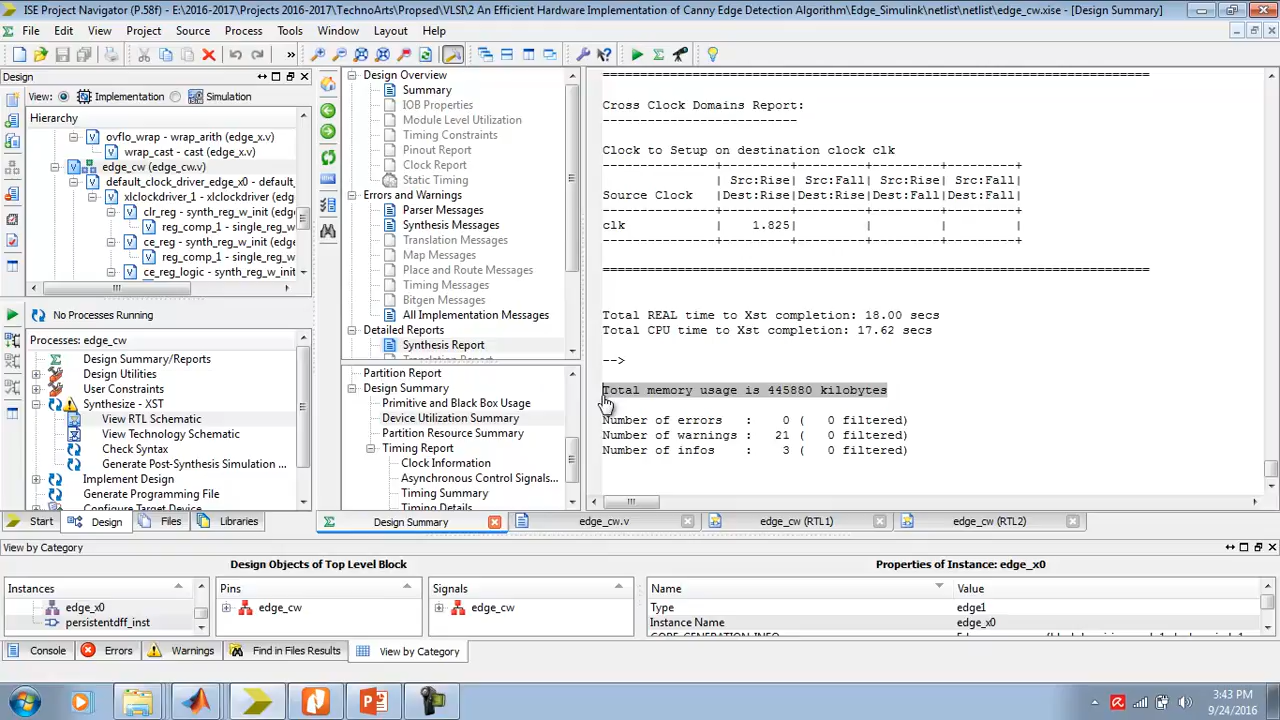 ISE Project Navigator (P.58f) - E:\2016-2017\Projects 2016-2017\TechnoArts\Propsed\VLSI\2 An Efficient Hardware Implementation of Canny Edge Detection Algorithm\Edge_Simulink\netlist\netlist\edge_cw.xise - [Design Summary]
File Edit View Project Source Process Tools Window Layout Help
Design
View: Implementation Simulation
Hierarchy
ovflo_wrap - wrap_arith (edge_x.v)
wrap_cast - cast (edge_x.v)
edge_cw (edge_cw.v)
default_clock_driver_edge_x0 - default_
xlclockdriver_1 - xlclockdriver (edge_
clr_reg - synth_reg_w_init (edge
reg_comp_1 - single_reg_w
ce_reg - synth_reg_w_init (edge
reg_comp_1 - single_reg_w
ce_reg_logic - synth_reg_w_init
No Processes Running
Processes: edge_cw
Design Summary/Reports
Design Utilities
User Constraints
Synthesize - XST
View RTL Schematic
View Technology Schematic
Check Syntax
Generate Post-Synthesis Simulation ...
Implement Design
Generate Programming File
Configure Target Device
Start Design Files Libraries
Design Overview
Summary
IOB Properties
Module Level Utilization
Timing Constraints
Pinout Report
Clock Report
Static Timing
Errors and Warnings
Parser Messages
Synthesis Messages
Translation Messages
Map Messages
Place and Route Messages
Timing Messages
Bitgen Messages
All Implementation Messages
Detailed Reports
Synthesis Report
Translation Report
Partition Report
Design Summary
Primitive and Black Box Usage
Device Utilization Summary
Partition Resource Summary
Timing Report
Clock Information
Asynchronous Control Signals...
Timing Summary
Timing Details
=========================================================================
Cross Clock Domains Report:
--------------------------
Clock to Setup on destination clock clk
---------------+---------+---------+---------+---------+
| Src:Rise| Src:Fall| Src:Rise| Src:Fall|
Source Clock |Dest:Rise|Dest:Rise|Dest:Fall|Dest:Fall|
---------------+---------+---------+---------+---------+
clk | 1.825| | | |
---------------+---------+---------+---------+---------+
=========================================================================
Total REAL time to Xst completion: 18.00 secs
Total CPU time to Xst completion: 17.62 secs
-->
Total memory usage is 445880 kilobytes
Number of errors : 0 ( 0 filtered)
Number of warnings : 21 ( 0 filtered)
Number of infos : 3 ( 0 filtered)
Design Summary edge_cw.v edge_cw (RTL1) edge_cw (RTL2)
View by Category
Design Objects of Top Level Block Properties of Instance: edge_x0
Instances Pins Signals Name Value
edge_x0 edge_cw edge_cw Type edge1
persistentdff_inst Instance Name edge_x0
Console Errors Warnings Find in Files Results View by Category
3:43 PM
9/24/2016